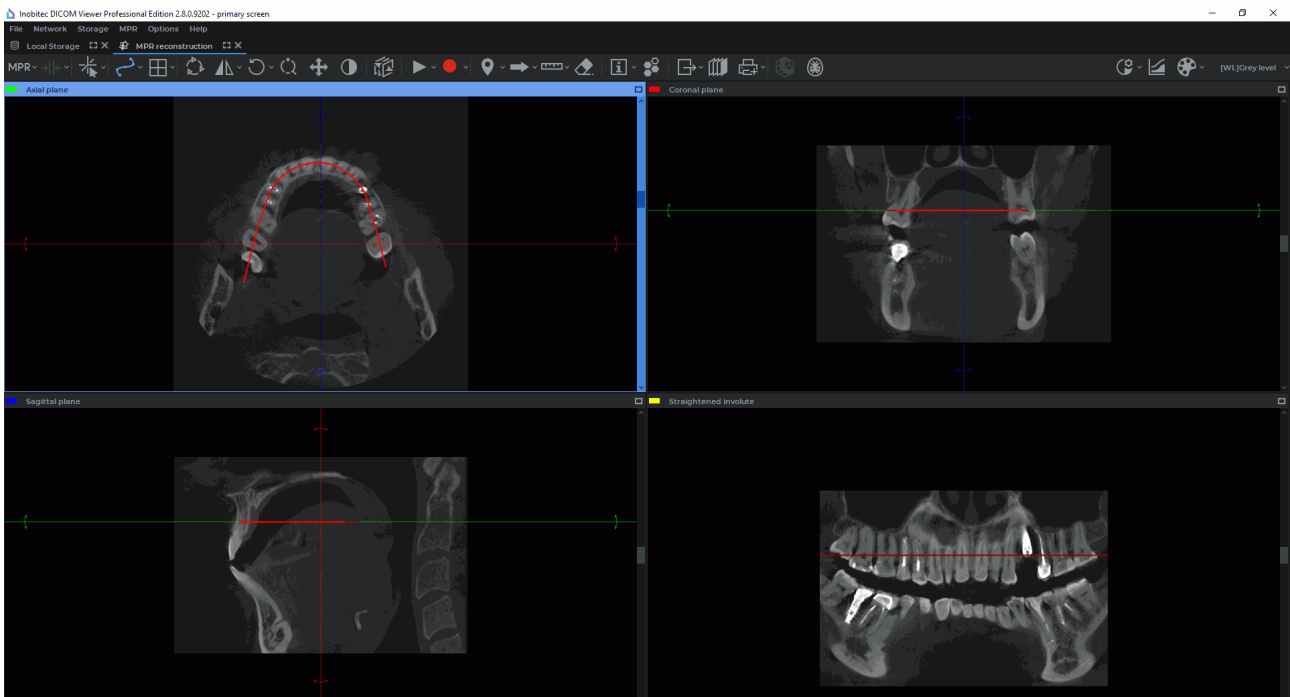 Inobitec DICOM Viewer Professional Edition 2.8.0.9202 - primary screen
File Network Storage MPR Options Help
Local Storage MPR reconstruction
MPR [WL]Grey level
Axial plane Coronal plane
Sagittal plane Straightened involute